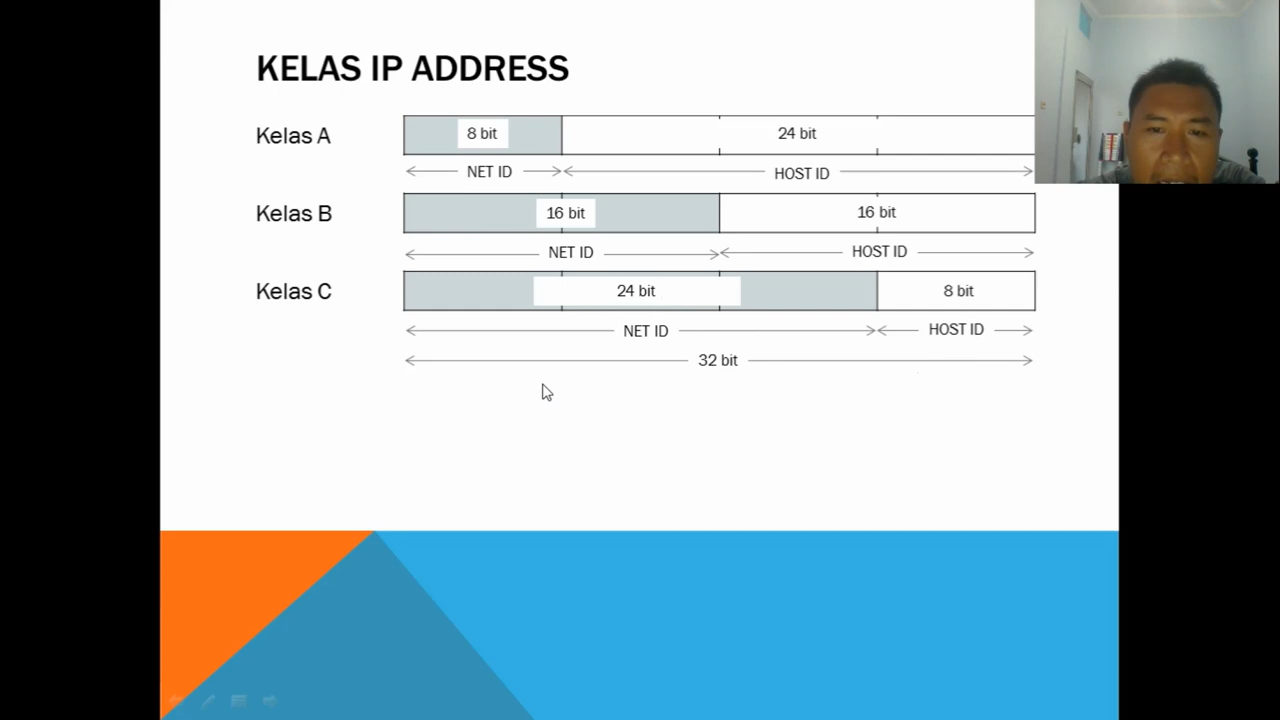 KELAS IP ADDRESS
Kelas A
8 bit
24 bit
NET ID
HOST ID
Kelas B
16 bit
16 bit
NET ID
HOST ID
Kelas C
24 bit
8 bit
NET ID
HOST ID
32 bit